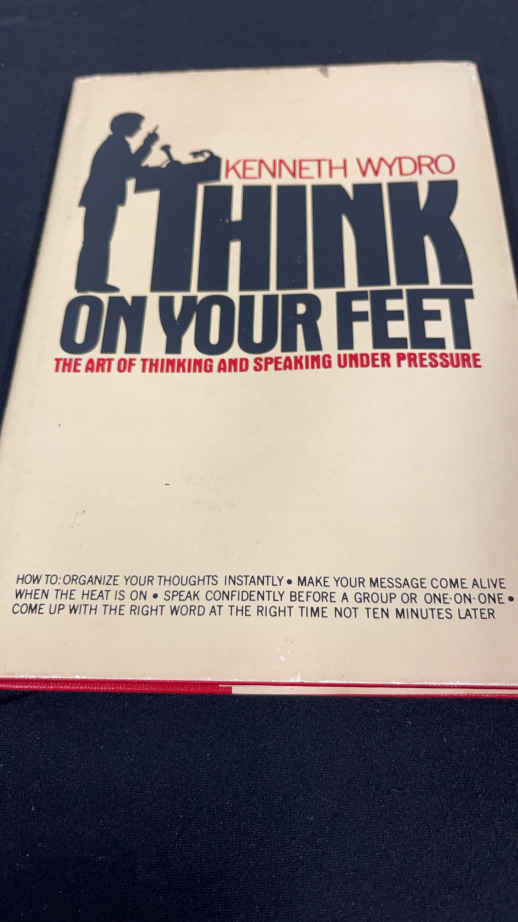 KENNETH WYDRO
THINK
ON YOUR FEET
THE ART OF THINKING AND SPEAKING UNDER PRESSURE
HOW TO: ORGANIZE YOUR THOUGHTS INSTANTLY • MAKE YOUR MESSAGE COME ALIVE
WHEN THE HEAT IS ON • SPEAK CONFIDENTLY BEFORE A GROUP OR ONE-ON-ONE •
COME UP WITH THE RIGHT WORD AT THE RIGHT TIME NOT TEN MINUTES LATER